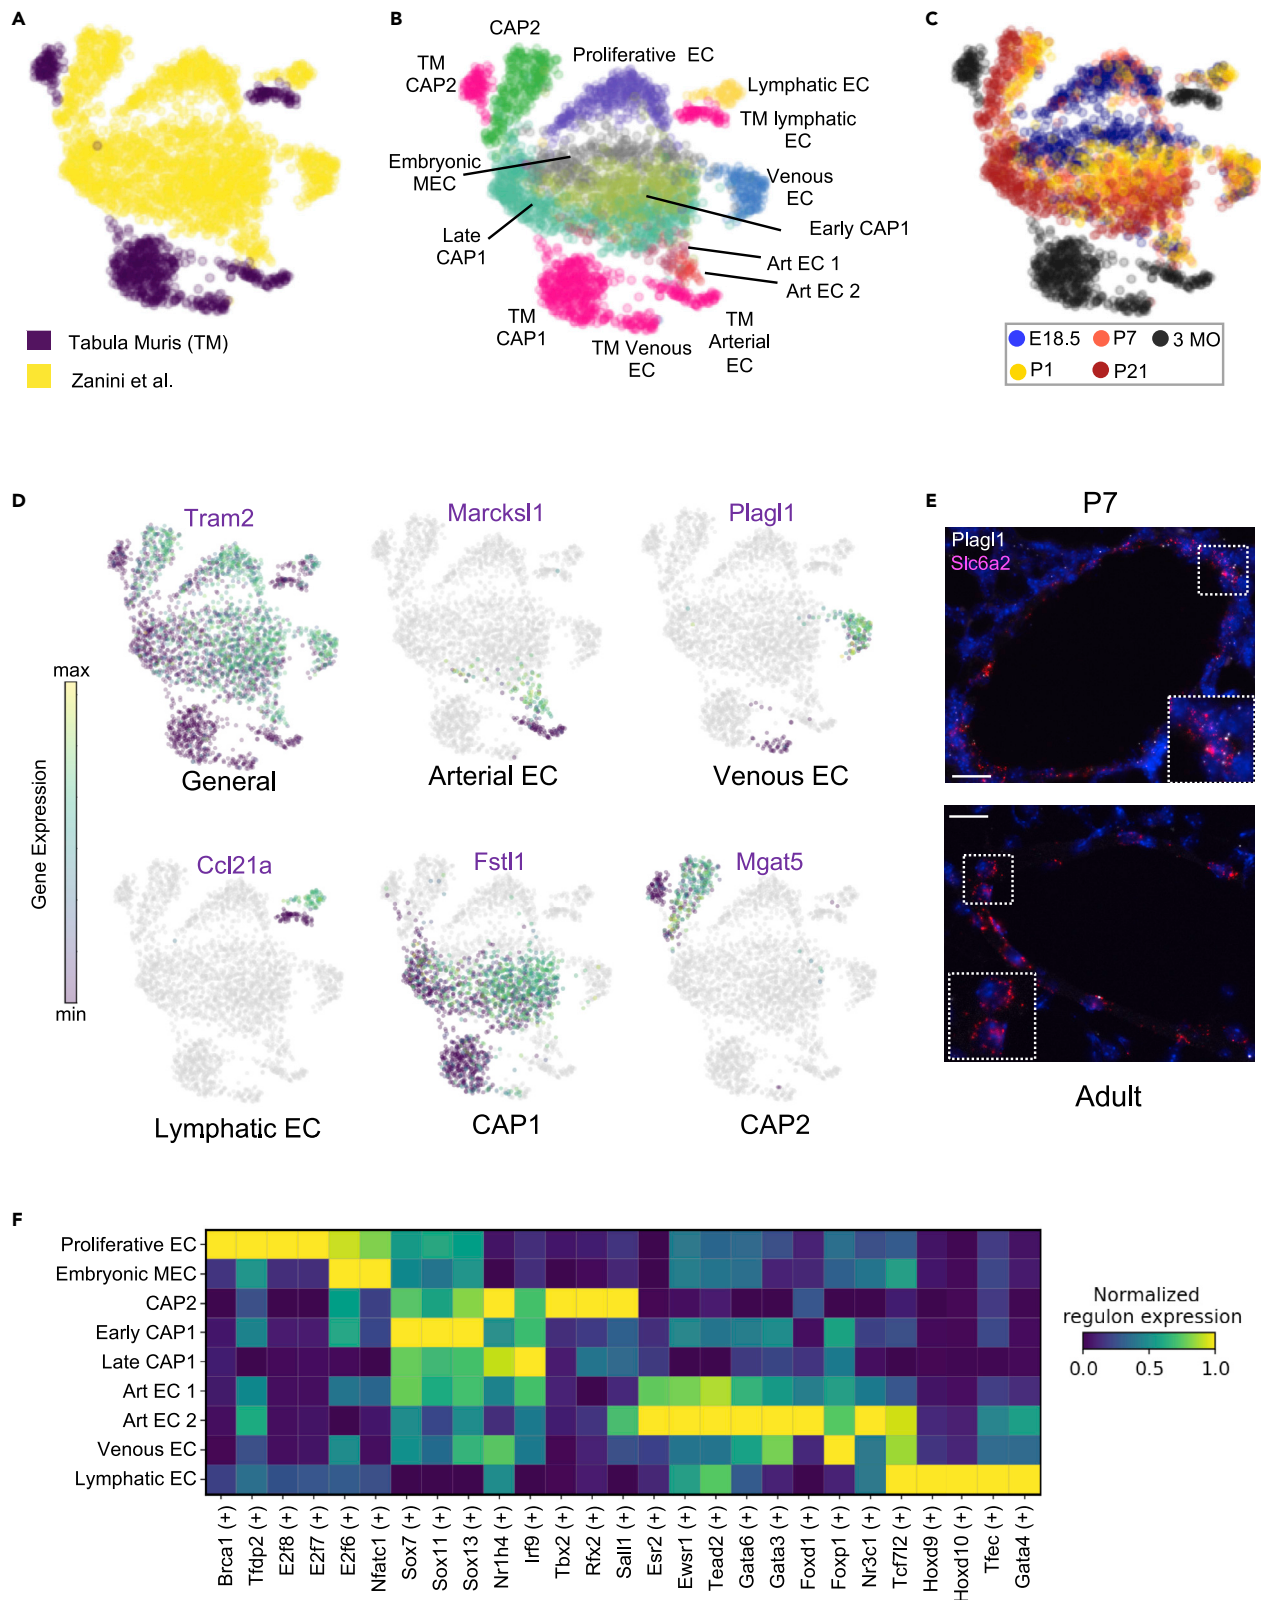 A
B
C
CAP2
TM
CAP2
Proliferative EC
Lymphatic EC
TM lymphatic
EC
Embryonic
MEC
Venous
EC
Early CAP1
Late
CAP1
Art EC 1
Art EC 2
TM
CAP1
TM Venous
EC
TM
Arterial
EC
Tabula Muris (TM)
Zanini et al.
E18.5
P7
3 MO
P1
P21
D
Tram2
Marcksl1
Plagl1
General
Arterial EC
Venous EC
max
Gene Expression
min
Ccl21a
Fstl1
Mgat5
Lymphatic EC
CAP1
CAP2
E
P7
Plagl1
Slc6a2
Adult
F
Proliferative EC
Embryonic MEC
CAP2
Early CAP1
Late CAP1
Art EC 1
Art EC 2
Venous EC
Lymphatic EC
Brca1 (+)
Tfdp2 (+)
E2f8 (+)
E2f7 (+)
E2f6 (+)
Nfatc1 (+)
Sox7 (+)
Sox11 (+)
Sox13 (+)
Nr1h4 (+)
Irf9 (+)
Tbx2 (+)
Rfx2 (+)
Sall1 (+)
Esr2 (+)
Ewsr1 (+)
Tead2 (+)
Gata6 (+)
Gata3 (+)
Foxd1 (+)
Foxp1 (+)
Nr3c1 (+)
Tcf7l2 (+)
Hoxd9 (+)
Hoxd10 (+)
Tfec (+)
Gata4 (+)
Normalized
regulon expression
0.0 0.5 1.0